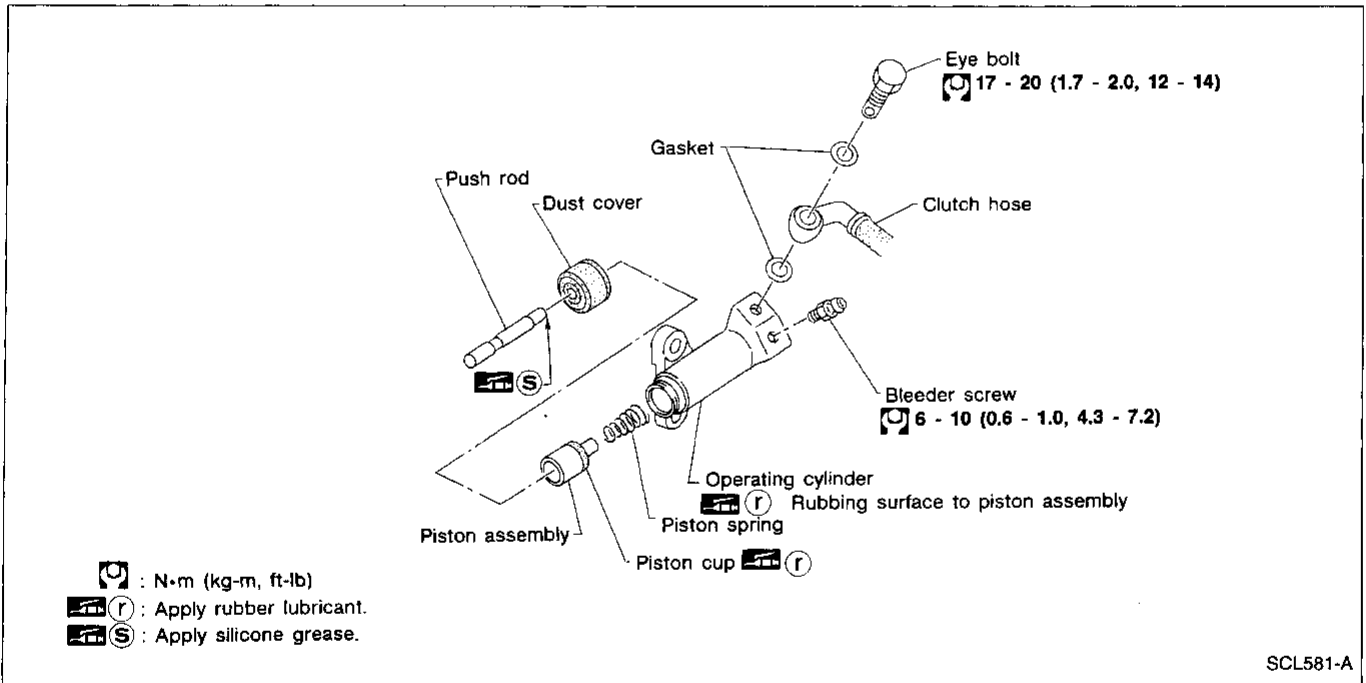 Eye bolt
17 - 20 (1.7 - 2.0, 12 - 14)
Gasket
Push rod
Dust cover
Clutch hose
S
Bleeder screw
6 - 10 (0.6 - 1.0, 4.3 - 7.2)
Operating cylinder
r Rubbing surface to piston assembly
Piston spring
Piston assembly
Piston cup r
: N•m (kg-m, ft-lb)
r : Apply rubber lubricant.
S : Apply silicone grease.
SCL581-A